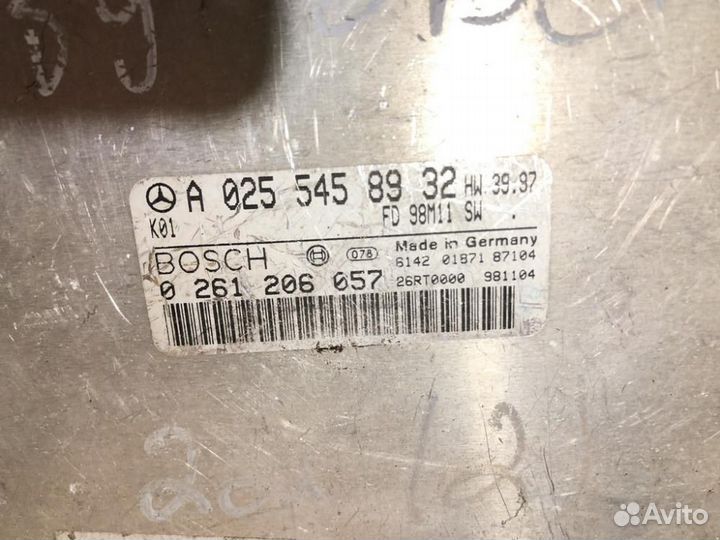 59
A 025 545 89 32 HW 39.97
K01 FD 98M11 SW .
BOSCH 078 Made in Germany
6142 01871 87104
0 261 206 057 26RT0000 981104
Avito